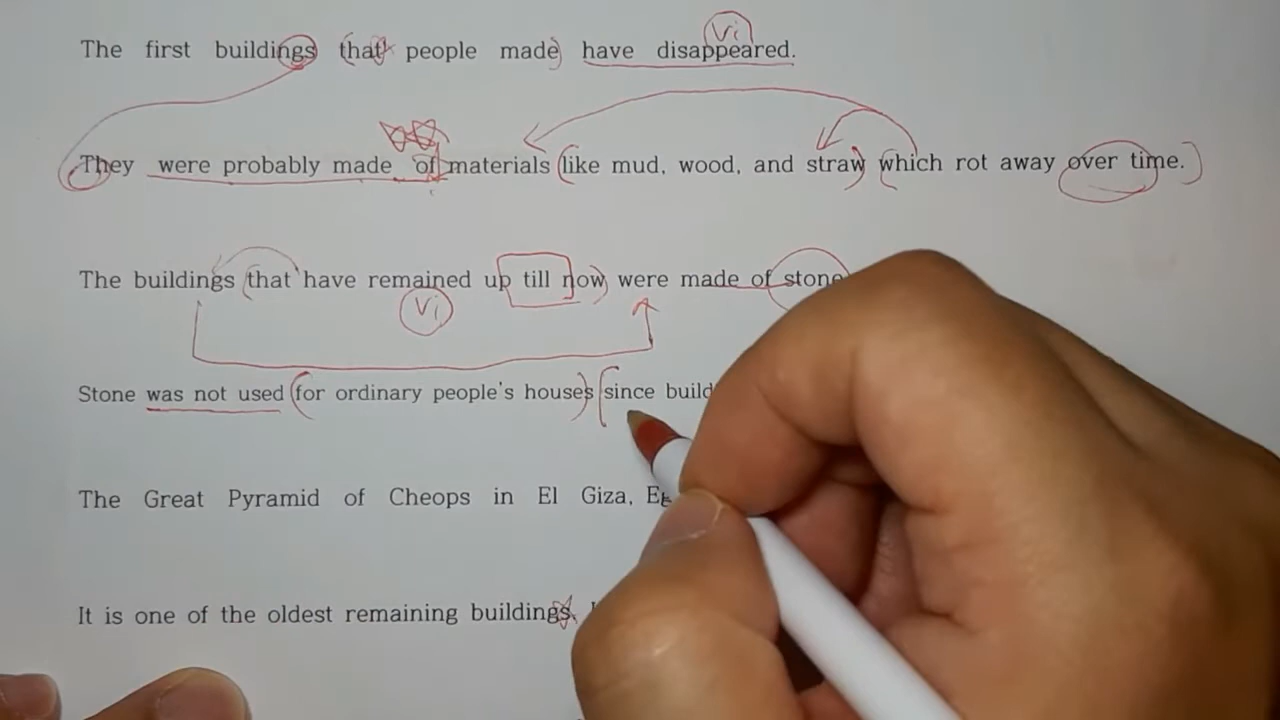 Vi
The first buildings that people made have disappeared.
They were probably made of materials like mud, wood, and straw which rot away over time.
The buildings that have remained up till now were made of stone
Vi
Stone was not used for ordinary people's houses since build
The Great Pyramid of Cheops in El Giza,
It is one of the oldest remaining buildings.